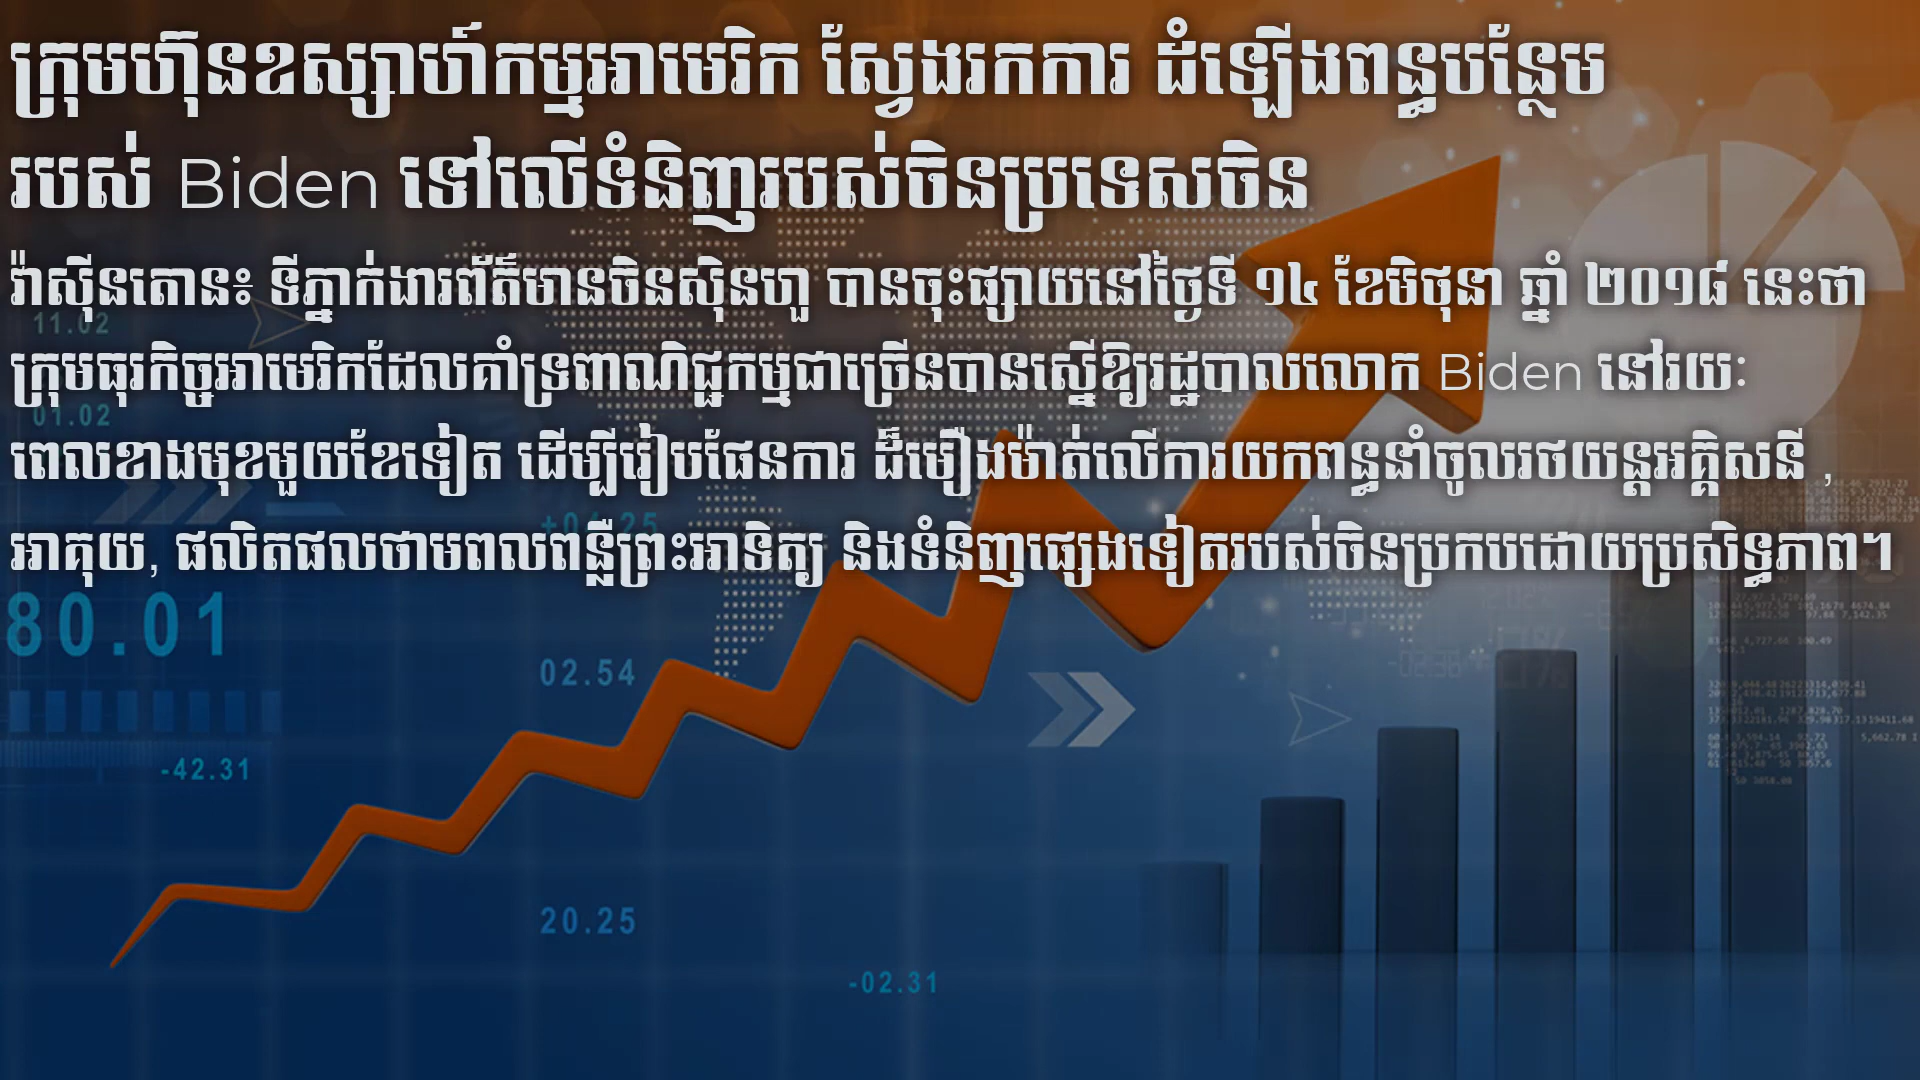 ក្រុមហ៊ុនឧស្សាហ៍កម្មអាមេរិក ស្វែងរកការ ដំឡើងពន្ធបន្ថែម
របស់ Biden ទៅលើទំនិញរបស់ចិនប្រទេសចិន
វ៉ាស៊ីនតោន៖ ទីភ្នាក់ងារព័ត៌មានចិនស៊ិនហួ បានចុះផ្សាយនៅថ្ងៃទី ១៤ ខែមិថុនា ឆ្នាំ ២០១៨ នេះថា
ក្រុមធុរកិច្ចអាមេរិកដែលគាំទ្រពាណិជ្ជកម្មជាច្រើនបានស្នើឱ្យរដ្ឋបាលលោក Biden នៅរយៈ
ពេលខាងមុខមួយខែទៀត ដើម្បីរៀបផែនការ ដ៏មឿងម៉ាត់លើការយកពន្ធនាំចូលរថយន្តអគ្គិសនី ,
អាគុយ, ផលិតផលថាមពលពន្លឺព្រះអាទិត្យ និងទំនិញផ្សេងទៀតរបស់ចិនប្រកបដោយប្រសិទ្ធភាព។
11.02
01.02
+04.25
80.01
02.54
-42.31
20.25
-02.31